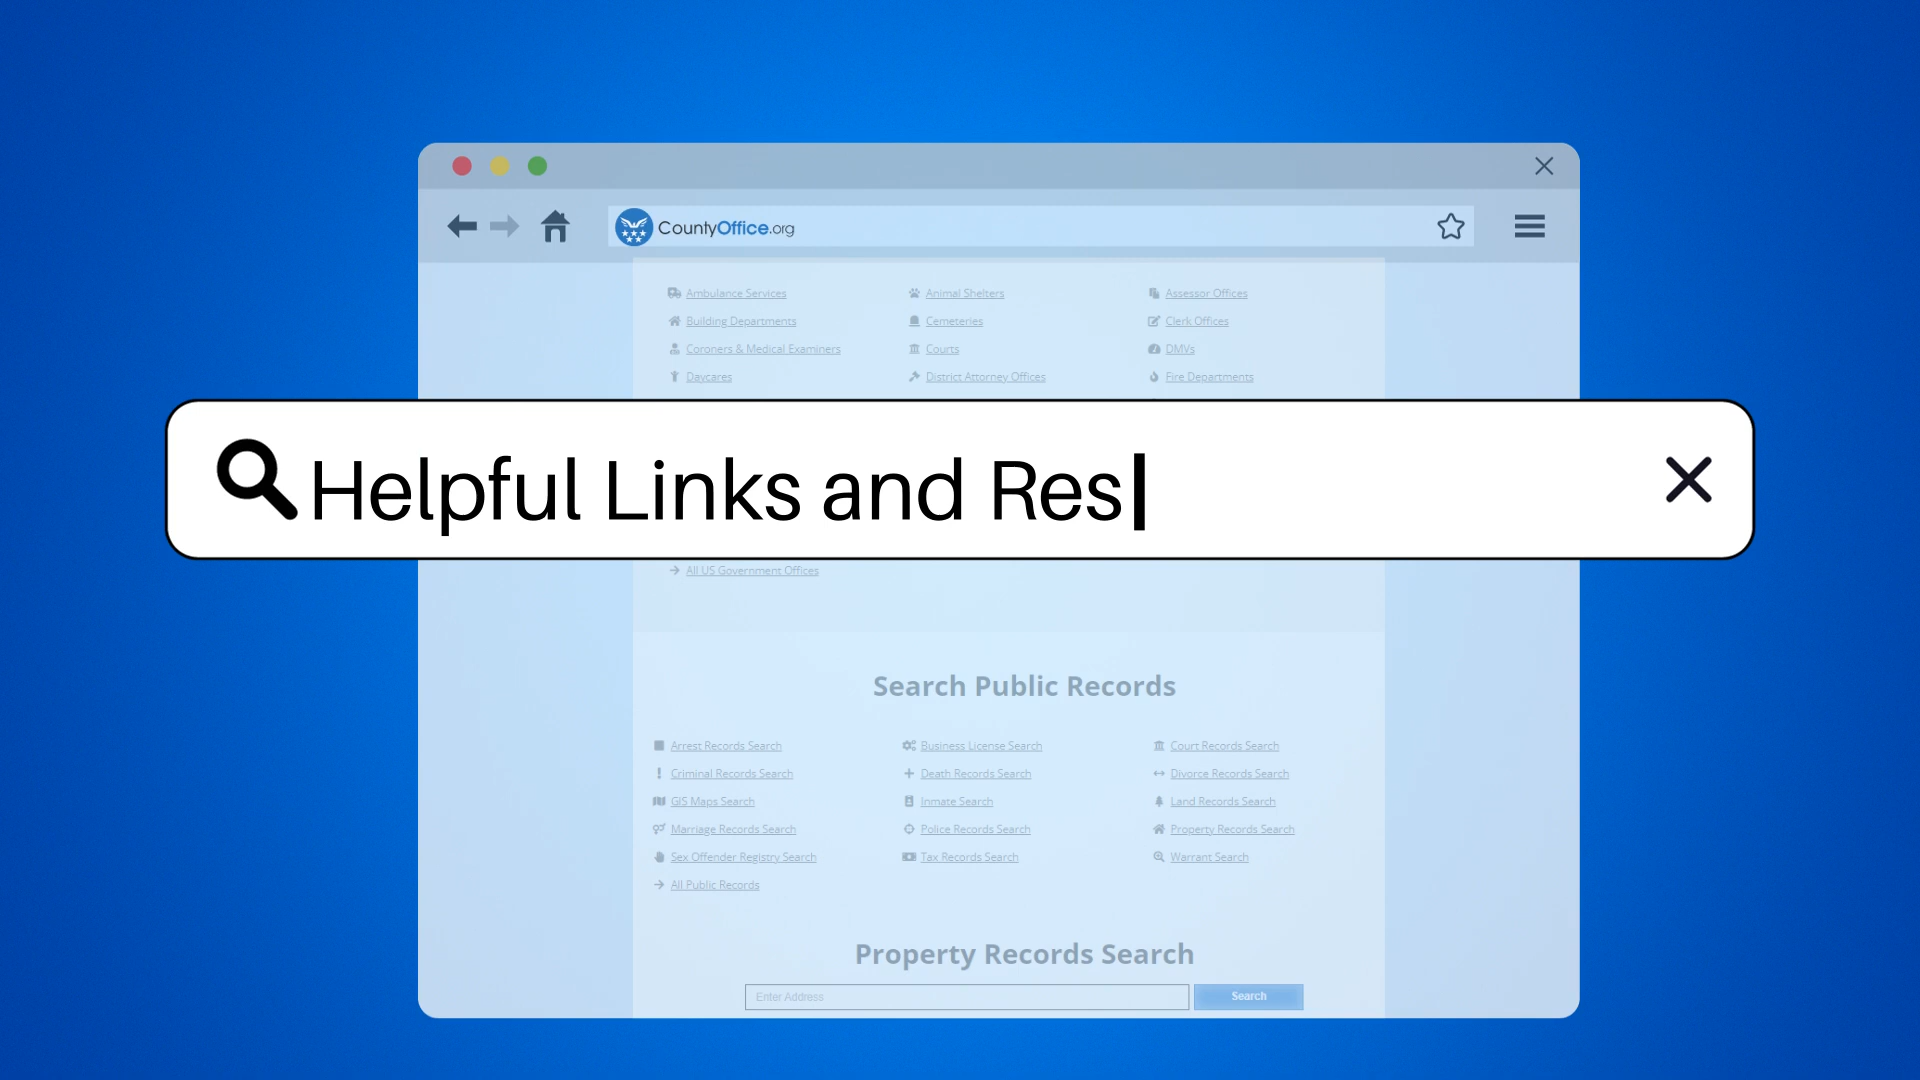 CountyOffice.org
Ambulance Services Animal Shelters Assessor Offices
Building Departments Cemeteries Clerk Offices
Coroners & Medical Examiners Courts DMVs
Daycares District Attorney Offices Fire Departments
Helpful Links and Res
All US Government Offices
Search Public Records
Arrest Records Search Business License Search Court Records Search
Criminal Records Search Death Records Search Divorce Records Search
GIS Maps Search Inmate Search Land Records Search
Marriage Records Search Police Records Search Property Records Search
Sex Offender Registry Search Tax Records Search Warrant Search
All Public Records
Property Records Search
Enter Address Search